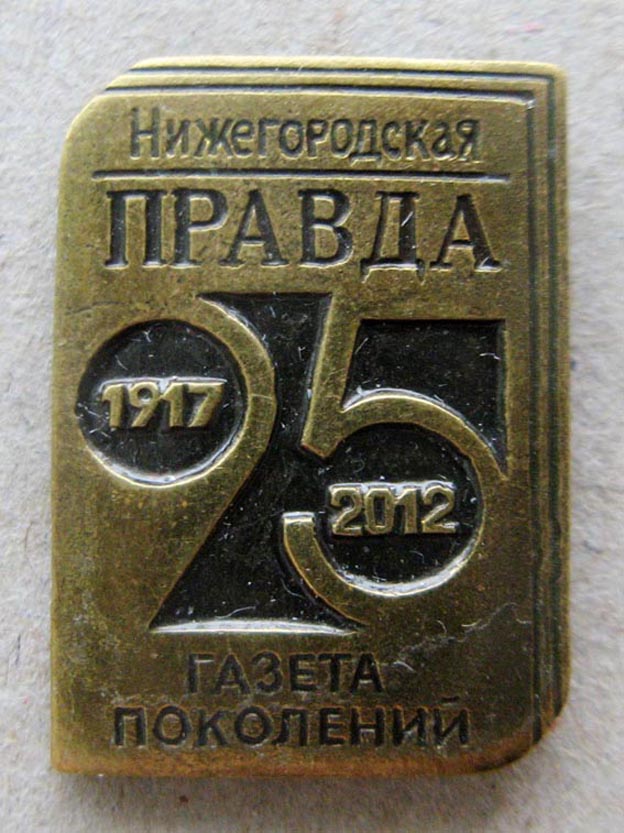 Нижегородская
ПРАВДА
95
1917
2012
ГАЗЕТА
ПОКОЛЕНИЙ